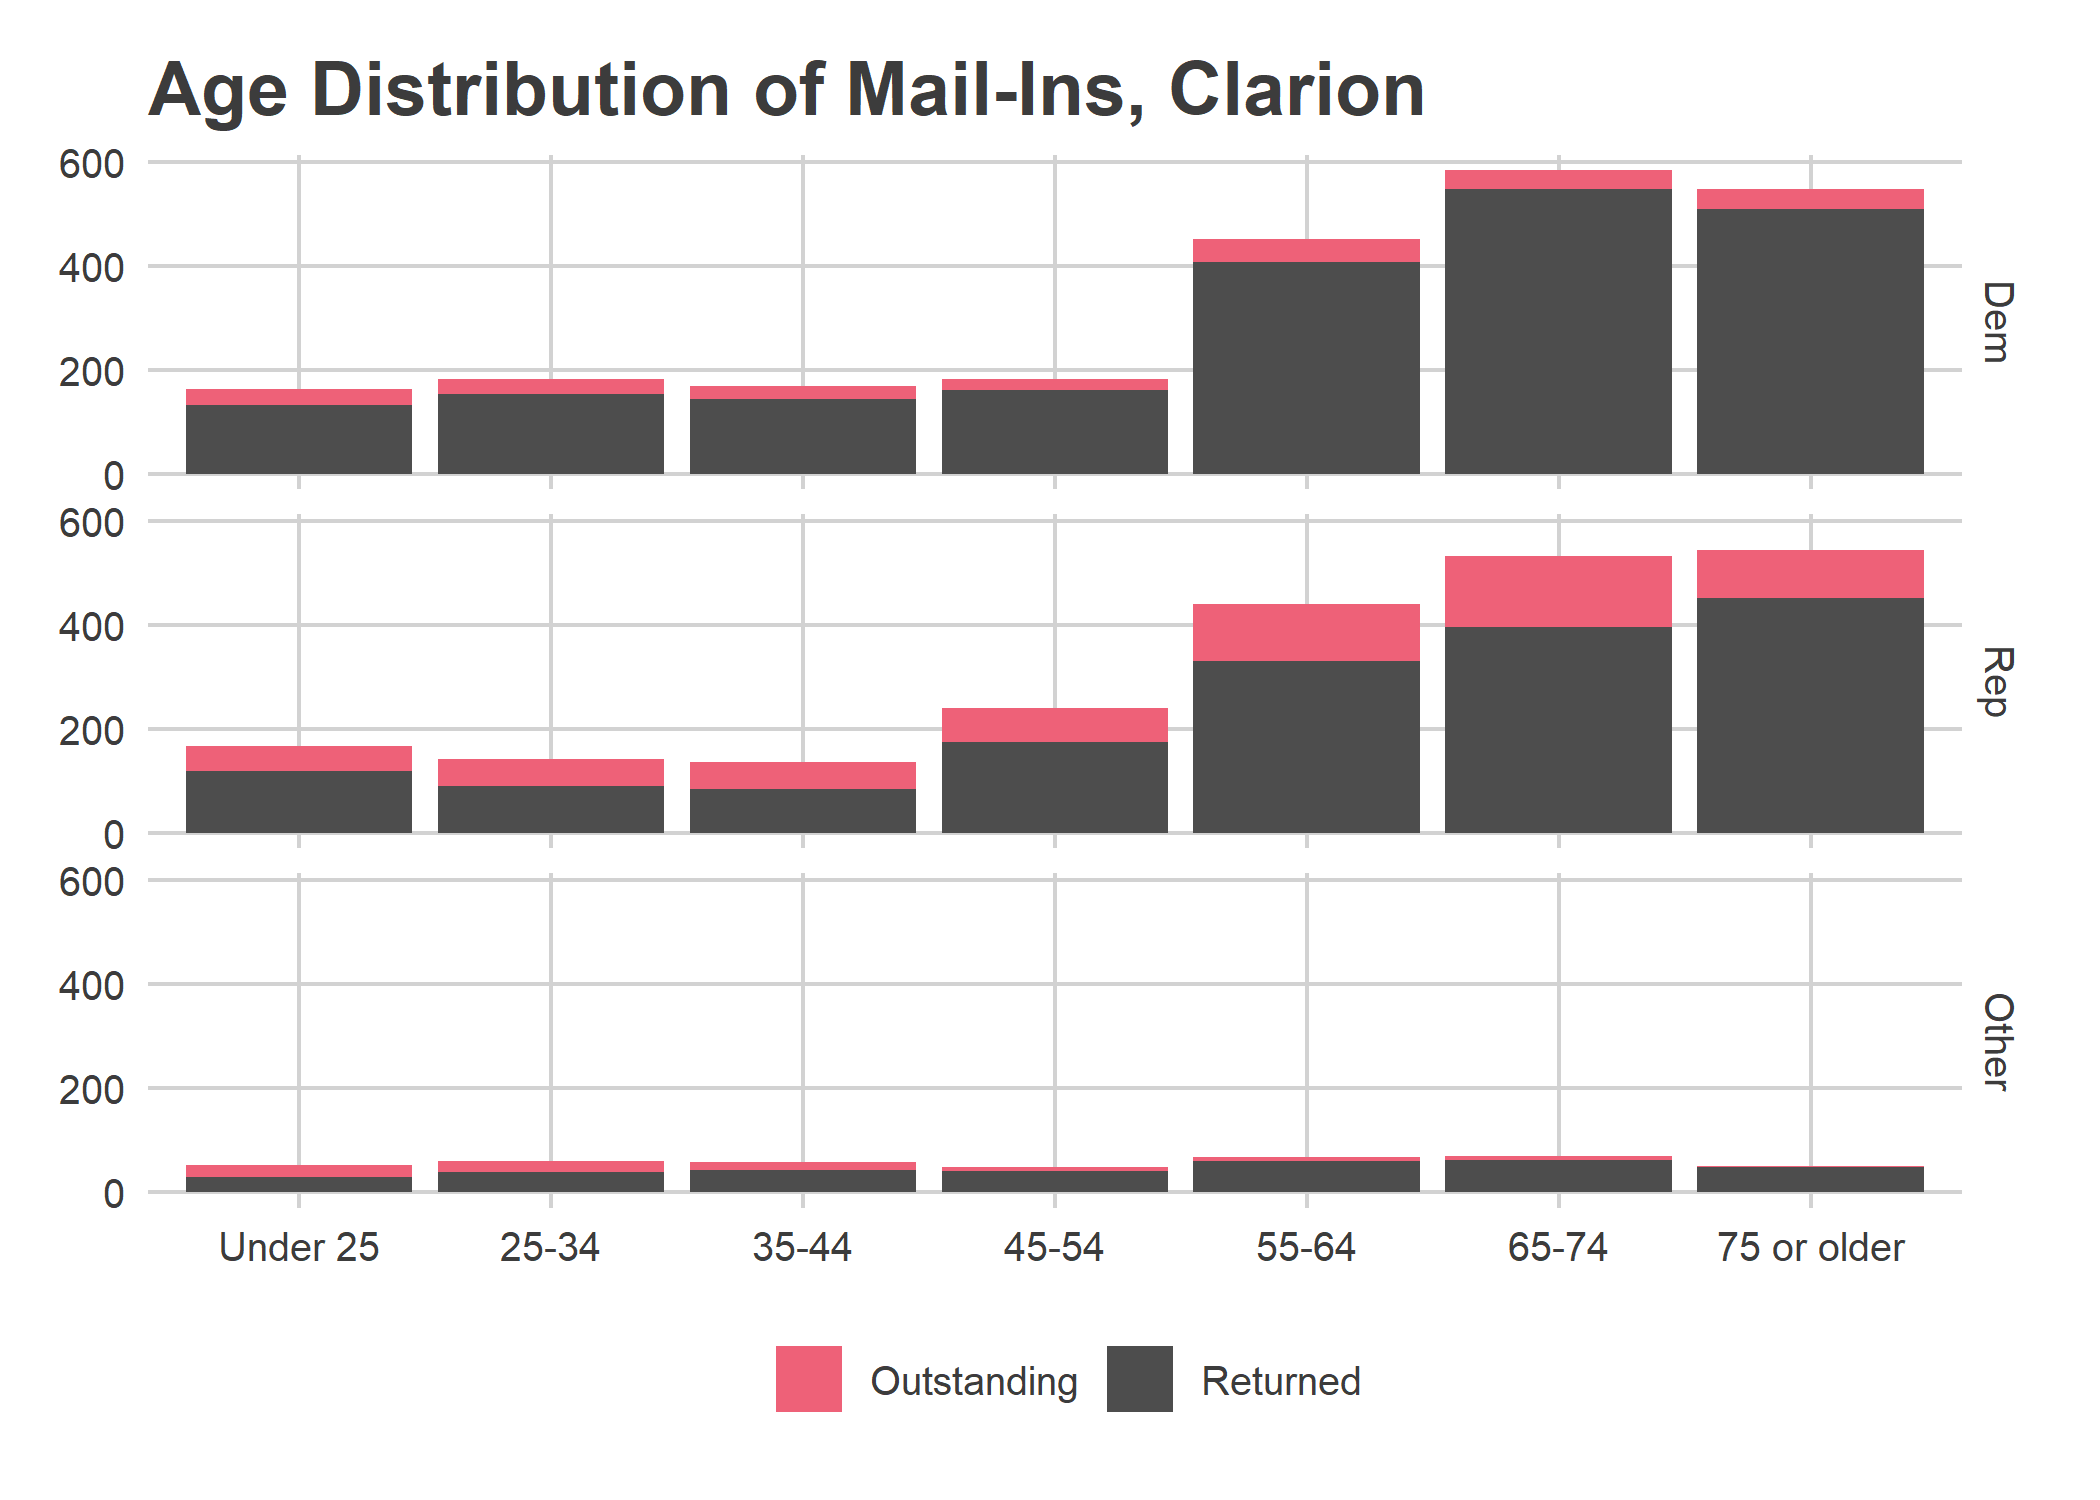 Age Distribution of Mail-Ins, Clarion
600
400
200
0
Dem
600
400
200
0
Rep
600
400
200
0
Other
Under 25 25-34 35-44 45-54 55-64 65-74 75 or older
Outstanding Returned